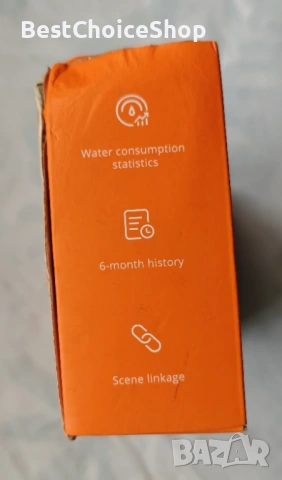 BestChoiceShop
Water consumption
statistics
6-month history
Scene linkage
BAZAR